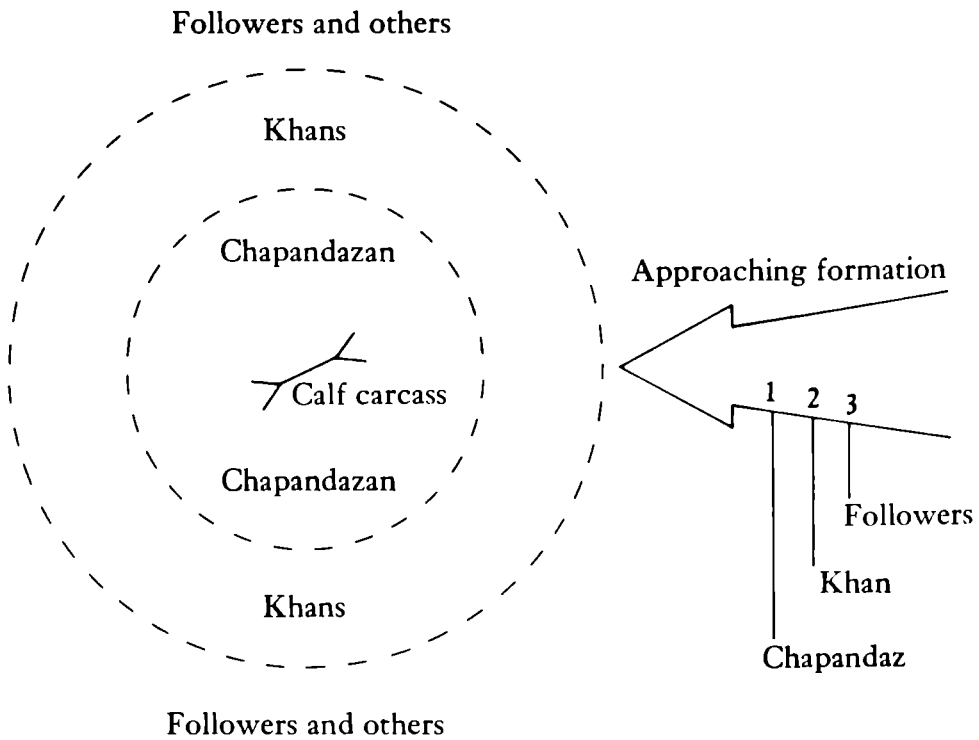 Followers and others
Khans
Chapandazan
Approaching formation
Calf carcass
1 2 3
Chapandazan
Followers
Khan
Khans
Chapandaz
Followers and others